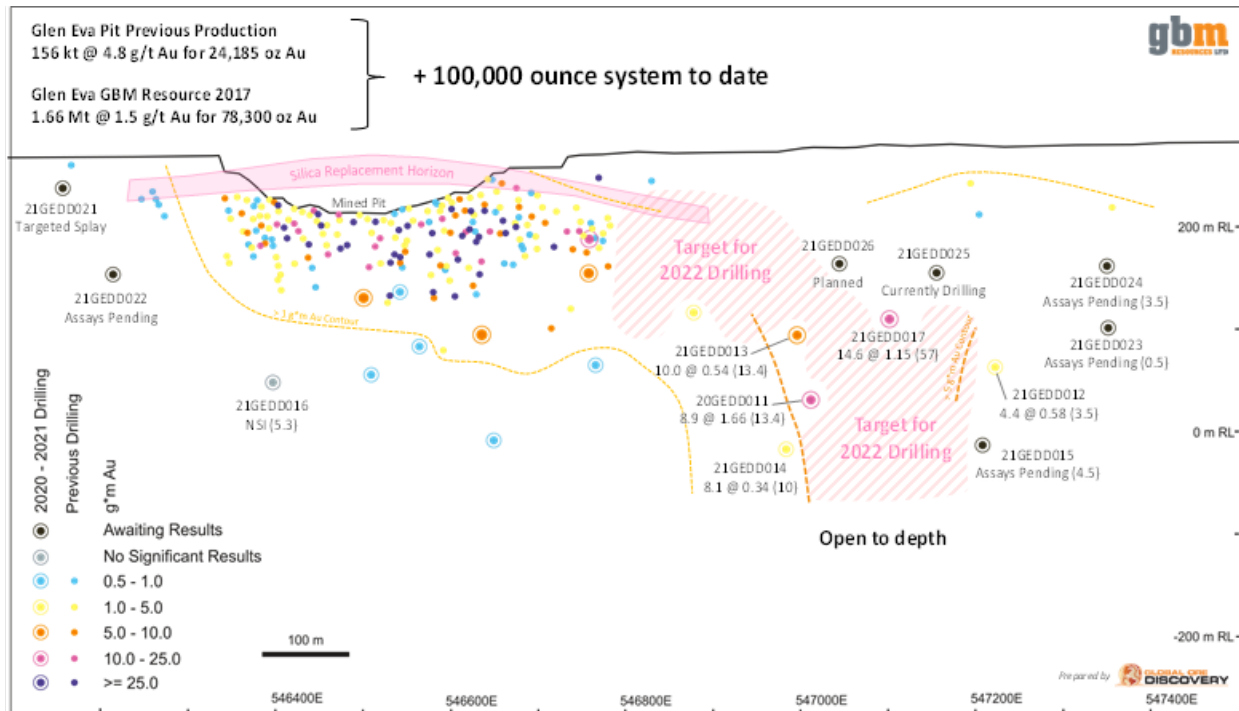 Glen Eva Pit Previous Production
156 kt @ 4.8 g/t Au for 24,185 oz Au
Glen Eva GBM Resource 2017
1.66 Mt @ 1.5 g/t Au for 78,300 oz Au
+ 100,000 ounce system to date
gbm
RESOURCES LTD
Silica Replacement Horizon
Mined Pit
21GEDD021
Targeted Splay
21GEDD022
Assays Pending
Target for
2022 Drilling
21GEDD026
Planned
21GEDD025
Currently Drilling
21GEDD024
Assays Pending (3.5)
200 m RL
> 1 g*m Au Contour
21GEDD013
10.0 @ 0.54 (13.4)
21GEDD017
14.6 @ 1.15 (57)
> 5 g*m Au Contour
21GEDD023
Assays Pending (0.5)
21GEDD016
NSI (5.3)
20GEDD011
8.9 @ 1.66 (13.4)
21GEDD012
4.4 @ 0.58 (3.5)
Target for
2022 Drilling
0 m RL
21GEDD014
8.1 @ 0.34 (10)
21GEDD015
Assays Pending (4.5)
Open to depth
2020 - 2021 Drilling
Previous Drilling
g*m Au
Awaiting Results
No Significant Results
0.5 - 1.0
1.0 - 5.0
5.0 - 10.0
10.0 - 25.0
>= 25.0
100 m
-200 m RL
Prepared by
GLOBAL ORE
DISCOVERY
546400E
546600E
546800E
547000E
547200E
547400E